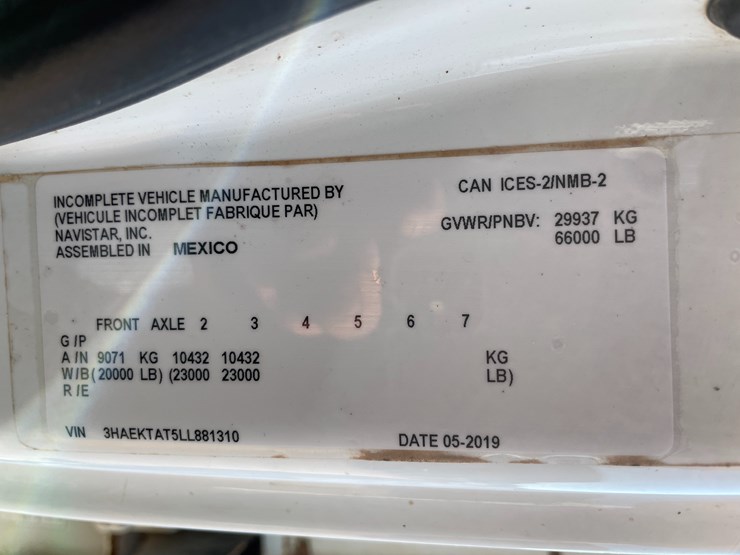 INCOMPLETE VEHICLE MANUFACTURED BY
(VEHICULE INCOMPLET FABRIQUE PAR)
NAVISTAR, INC.
ASSEMBLED IN MEXICO
CAN ICES-2/NMB-2
GVWR/PNBV: 29937 KG
66000 LB
FRONT AXLE 2 3 4 5 6 7
G /P
A /N 9071 KG 10432 10432 KG
W/B ( 20000 LB) (23000 23000 LB)
R /E
VIN 3HAEKTAT5LL881310
DATE 05-2019